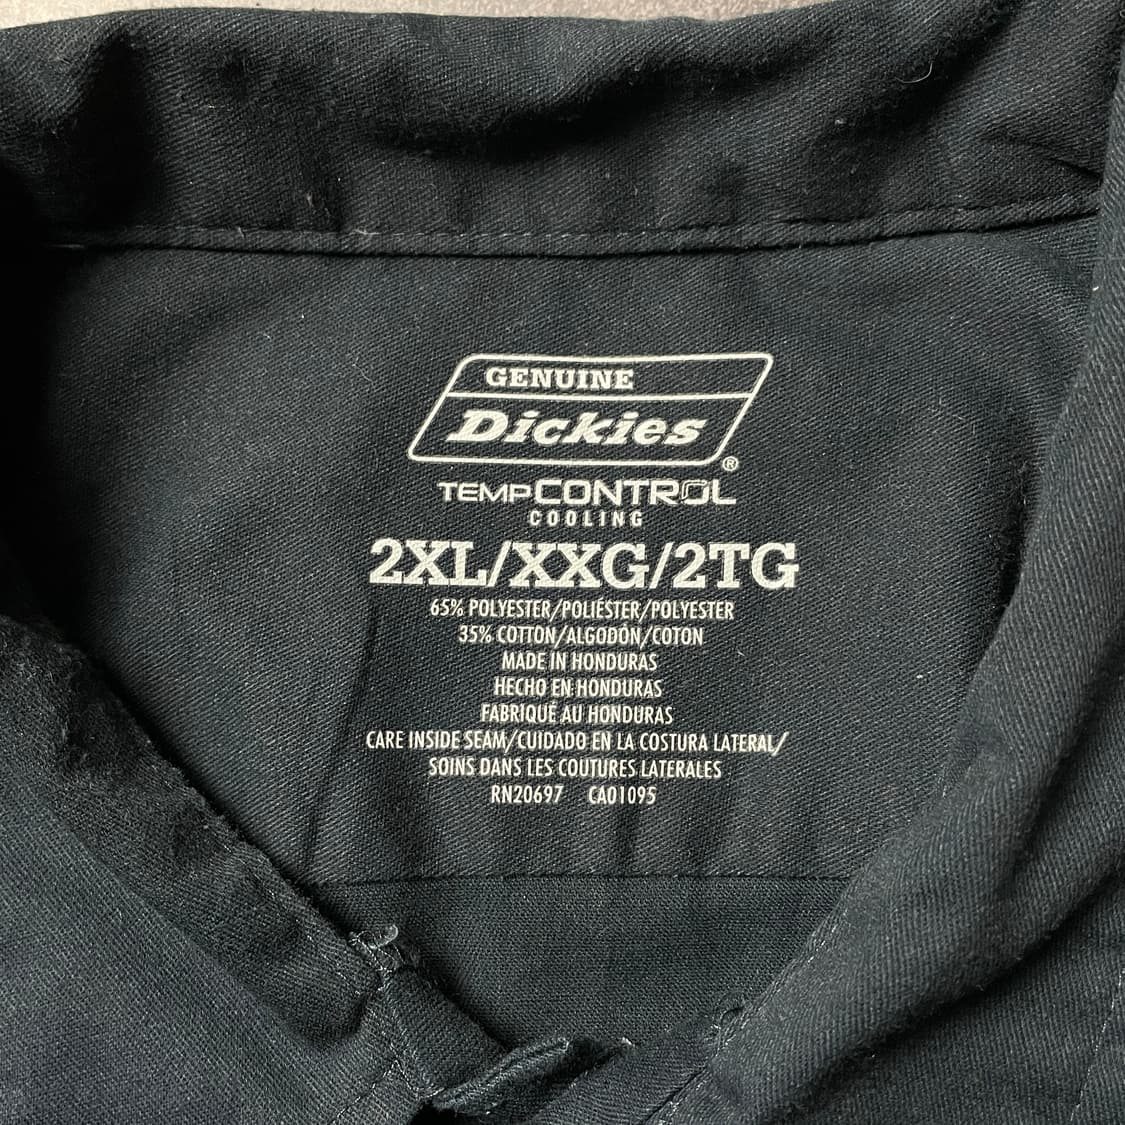 GENUINE
Dickies
®
TEMPCONTROL
COOLING
2XL/XXG/2TG
65% POLYESTER/POLIÉSTER/POLYESTER
35% COTTON/ALGODÓN/COTON
MADE IN HONDURAS
HECHO EN HONDURAS
FABRIQUÉ AU HONDURAS
CARE INSIDE SEAM/CUIDADO EN LA COSTURA LATERAL/
SOINS DANS LES COUTURES LATERALES
RN20697 CA01095